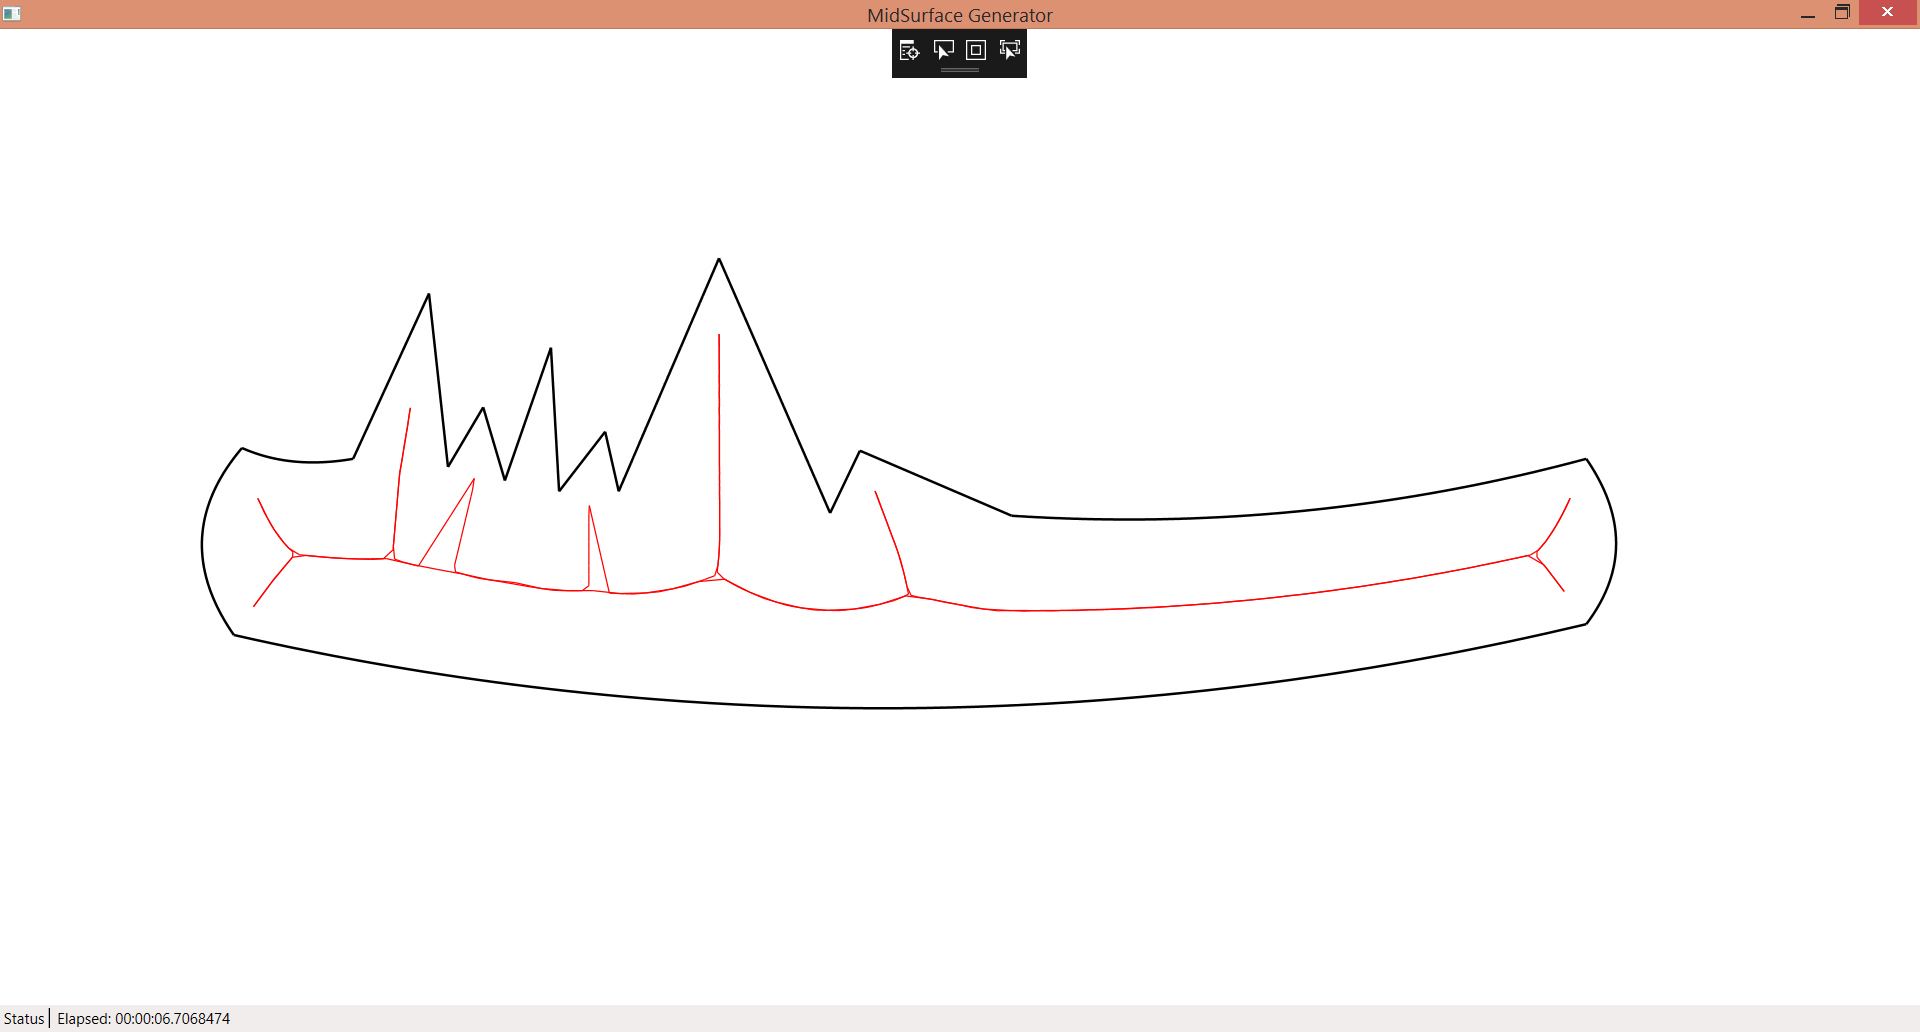 MidSurface Generator
Status Elapsed: 00:00:06.7068474